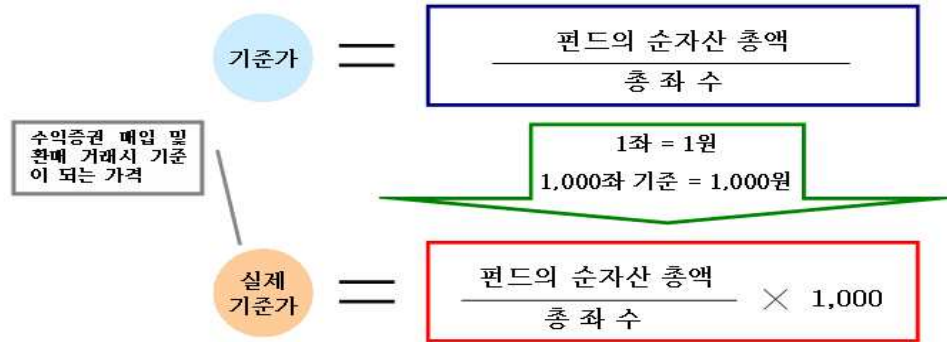 기준가
펀드의 순자산 총액
총 좌 수
수익증권 매입 및
환매 거래시 기준
이 되는 가격
1좌 = 1원
1,000좌 기준 = 1,000원
실제
기준가
펀드의 순자산 총액
총 좌 수
× 1,000